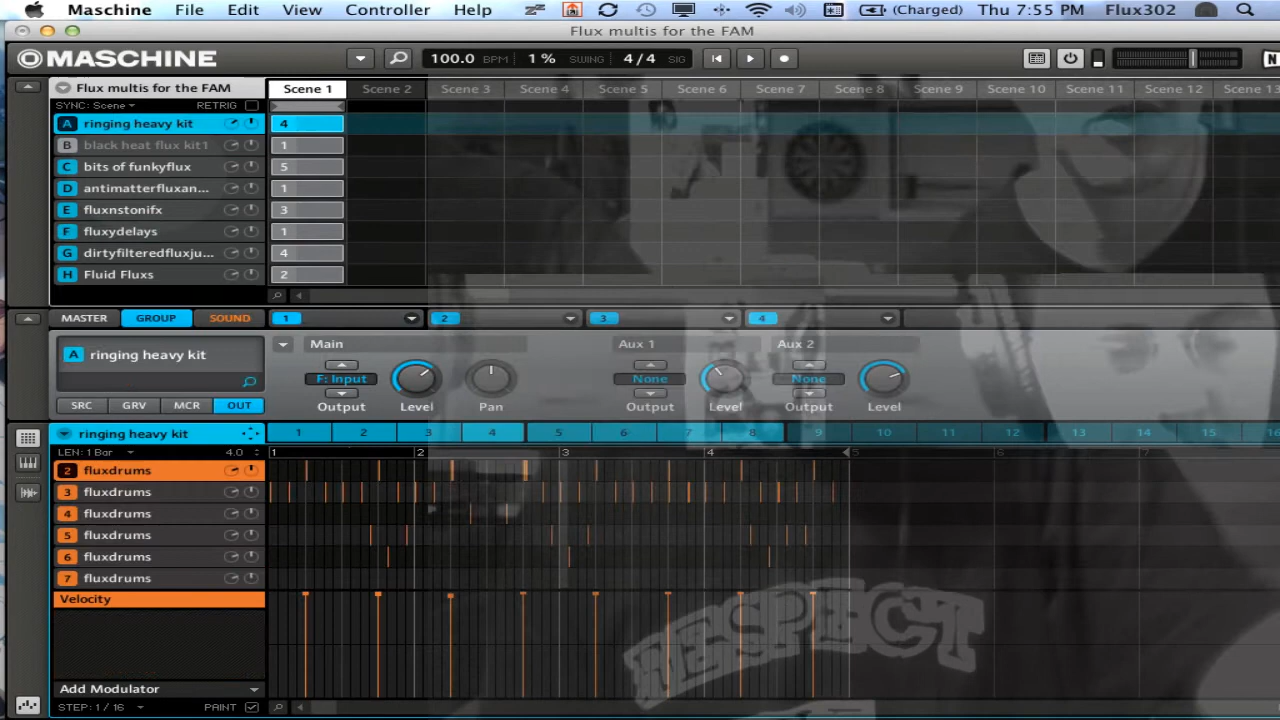 Maschine File Edit View Controller Help (Charged) Thu 7:55 PM Flux302
Flux multis for the FAM
MASCHINE 100.0 BPM 1 % SWING 4/4 SIG
Flux multis for the FAM Scene 1 Scene 2 Scene 3 Scene 4 Scene 5 Scene 6 Scene 7 Scene 8 Scene 9 Scene 10 Scene 11 Scene 12 Scene 13
SYNC: Scene RETRIG
A ringing heavy kit 4
B black heat flux kit1 1
C bits of funkyflux 5
D antimatterfluxan... 1
E fluxnstonifx 3
F fluxydelays 1
G dirtyfilteredfluxju... 4
H Fluid Fluxs 2
MASTER GROUP SOUND 1 2 3 4
Main Aux 1 Aux 2
A ringing heavy kit
F: Input None None
SRC GRV MCR OUT Output Level Pan Output Level Output Level
ringing heavy kit 1 2 3 4 5 6 7 8 9 10 11 12 13 14 15 16
LEN: 1 Bar 4.0 1 2 3 4 5 6 7
2 fluxdrums
3 fluxdrums
4 fluxdrums
5 fluxdrums
6 fluxdrums
7 fluxdrums
Velocity
RESPECT
Add Modulator
STEP: 1 / 16 PAINT